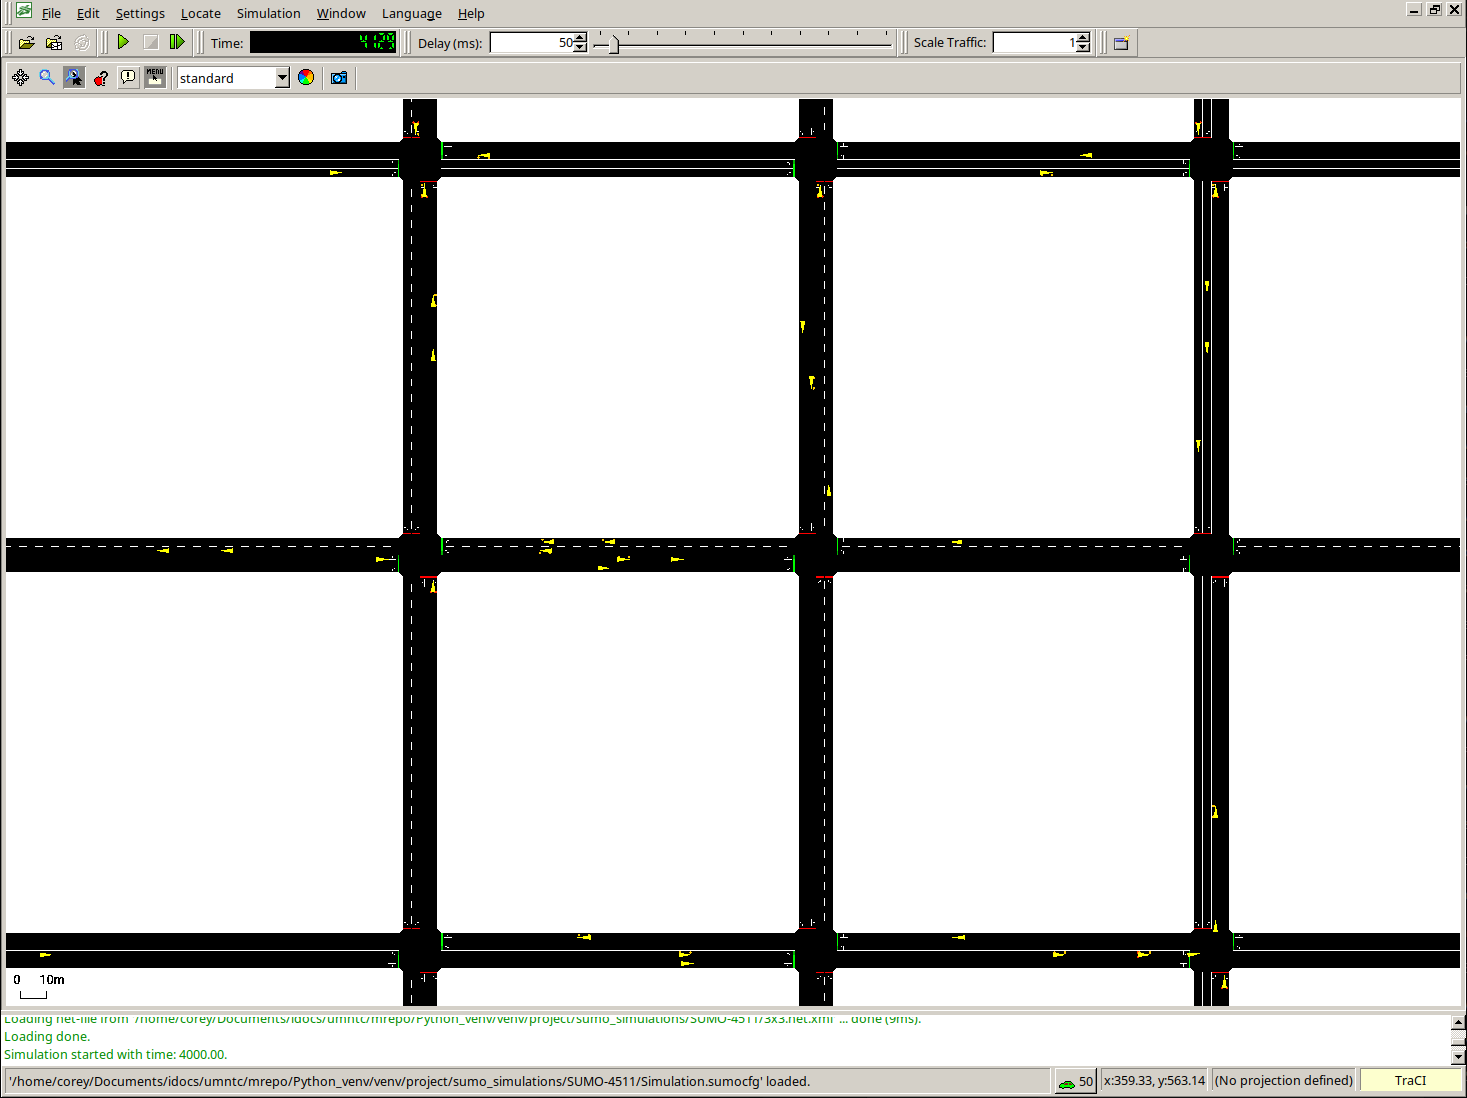 File Edit Settings Locate Simulation Window Language Help
Time: 4129 Delay (ms): 50 Scale Traffic: 1
MENU standard
0 10m
Loading net-file from '/home/corey/Documents/idocs/umntc/mrepo/Python_venv/venv/project/sumo_simulations/SUMO-4511/3x3.net.xml' ... done (9ms).
Loading done.
Simulation started with time: 4000.00.
'/home/corey/Documents/idocs/umntc/mrepo/Python_venv/venv/project/sumo_simulations/SUMO-4511/Simulation.sumocfg' loaded. 50 x:359.33, y:563.14 (No projection defined) TraCI